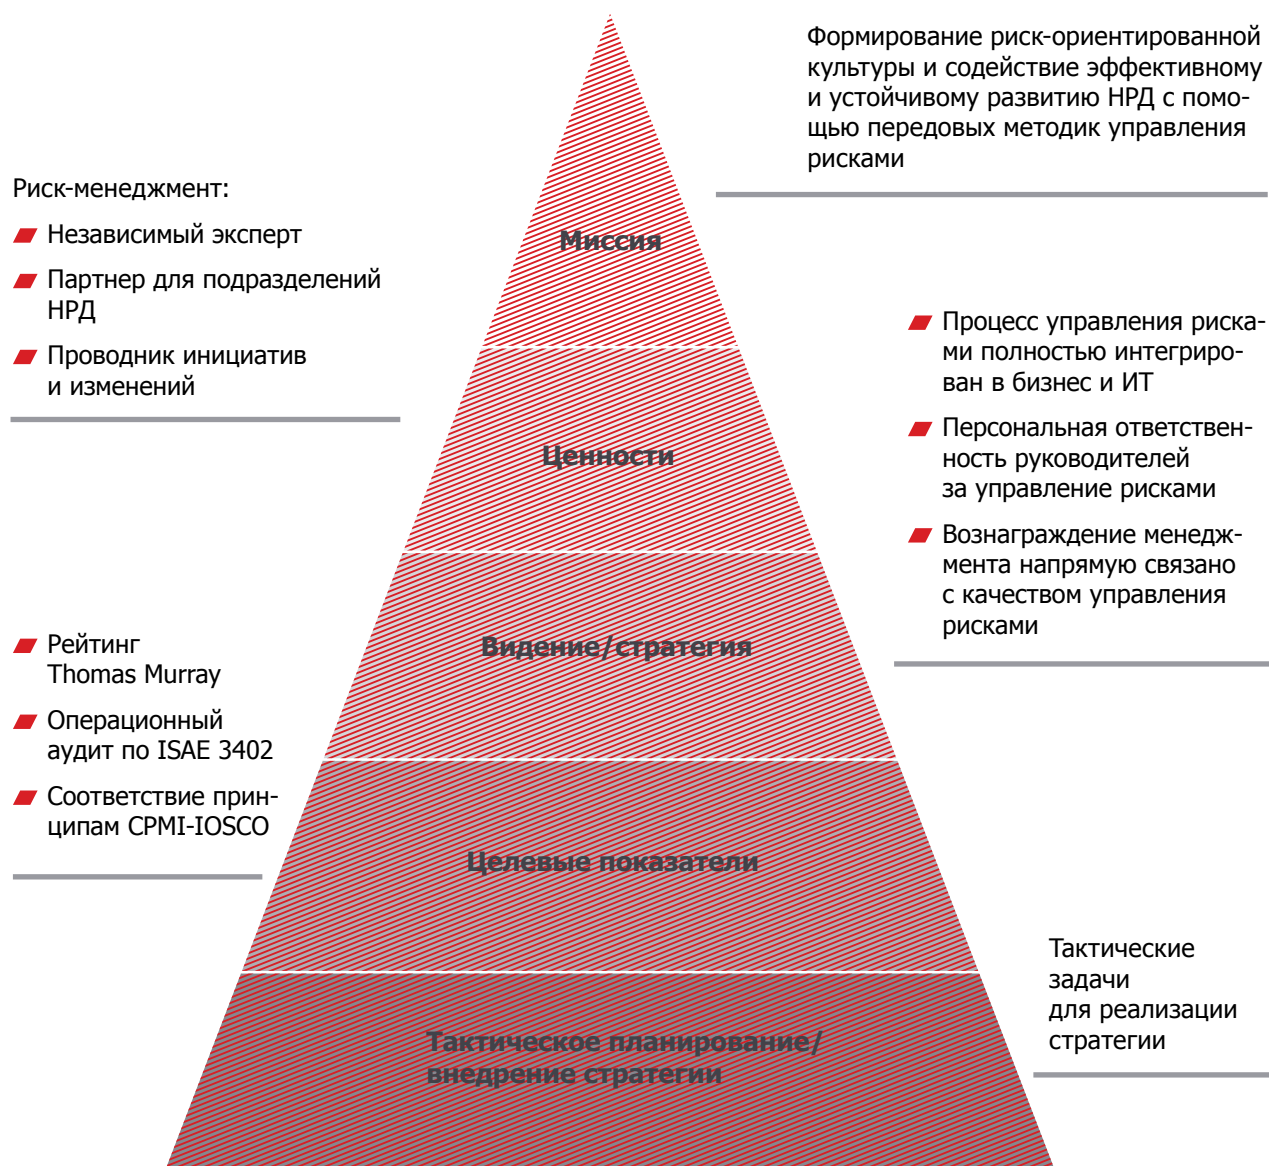 Формирование риск-ориентированной
культуры и содействие эффективному
и устойчивому развитию НРД с помо-
щью передовых методик управления
рисками
Миссия
Риск-менеджмент:
Независимый эксперт
Партнер для подразделений
НРД
Проводник инициатив
и изменений
Ценности
Процесс управления риска-
ми полностью интегриро-
ван в бизнес и ИТ
Персональная ответствен-
ность руководителей
за управление рисками
Вознаграждение менедж-
мента напрямую связано
с качеством управления
рисками
Видение/стратегия
Рейтинг
Thomas Murray
Операционный
аудит по ISAE 3402
Соответствие прин-
ципам CPMI-IOSCO
Целевые показатели
Тактические
задачи
для реализации
стратегии
Тактическое планирование/
внедрение стратегии